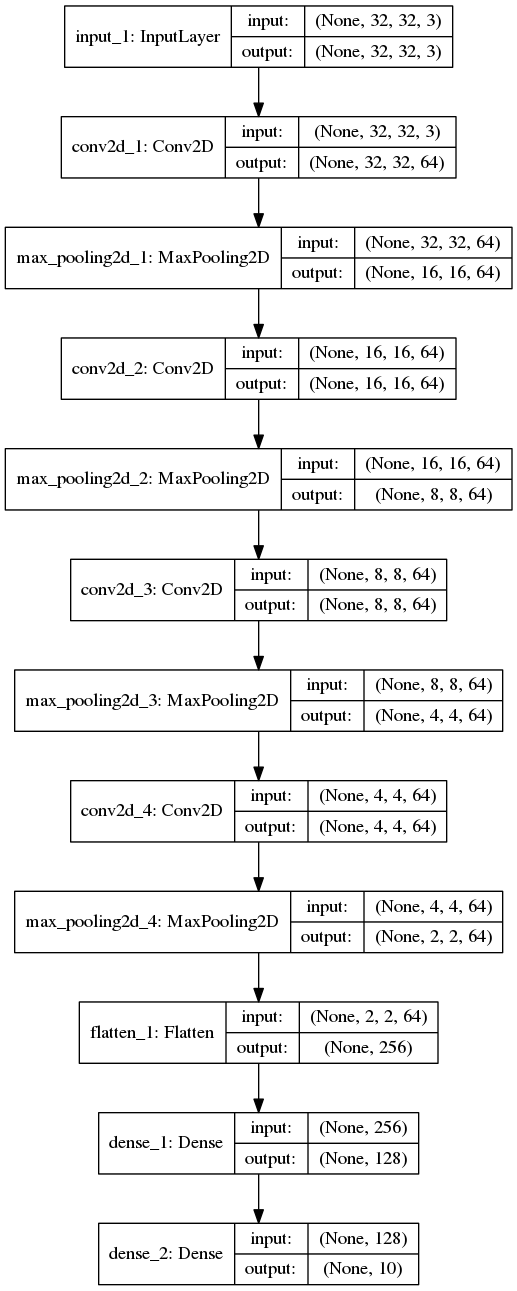 input_1: InputLayer
input: (None, 32, 32, 3)
output: (None, 32, 32, 3)
conv2d_1: Conv2D
input: (None, 32, 32, 3)
output: (None, 32, 32, 64)
max_pooling2d_1: MaxPooling2D
input: (None, 32, 32, 64)
output: (None, 16, 16, 64)
conv2d_2: Conv2D
input: (None, 16, 16, 64)
output: (None, 16, 16, 64)
max_pooling2d_2: MaxPooling2D
input: (None, 16, 16, 64)
output: (None, 8, 8, 64)
conv2d_3: Conv2D
input: (None, 8, 8, 64)
output: (None, 8, 8, 64)
max_pooling2d_3: MaxPooling2D
input: (None, 8, 8, 64)
output: (None, 4, 4, 64)
conv2d_4: Conv2D
input: (None, 4, 4, 64)
output: (None, 4, 4, 64)
max_pooling2d_4: MaxPooling2D
input: (None, 4, 4, 64)
output: (None, 2, 2, 64)
flatten_1: Flatten
input: (None, 2, 2, 64)
output: (None, 256)
dense_1: Dense
input: (None, 256)
output: (None, 128)
dense_2: Dense
input: (None, 128)
output: (None, 10)